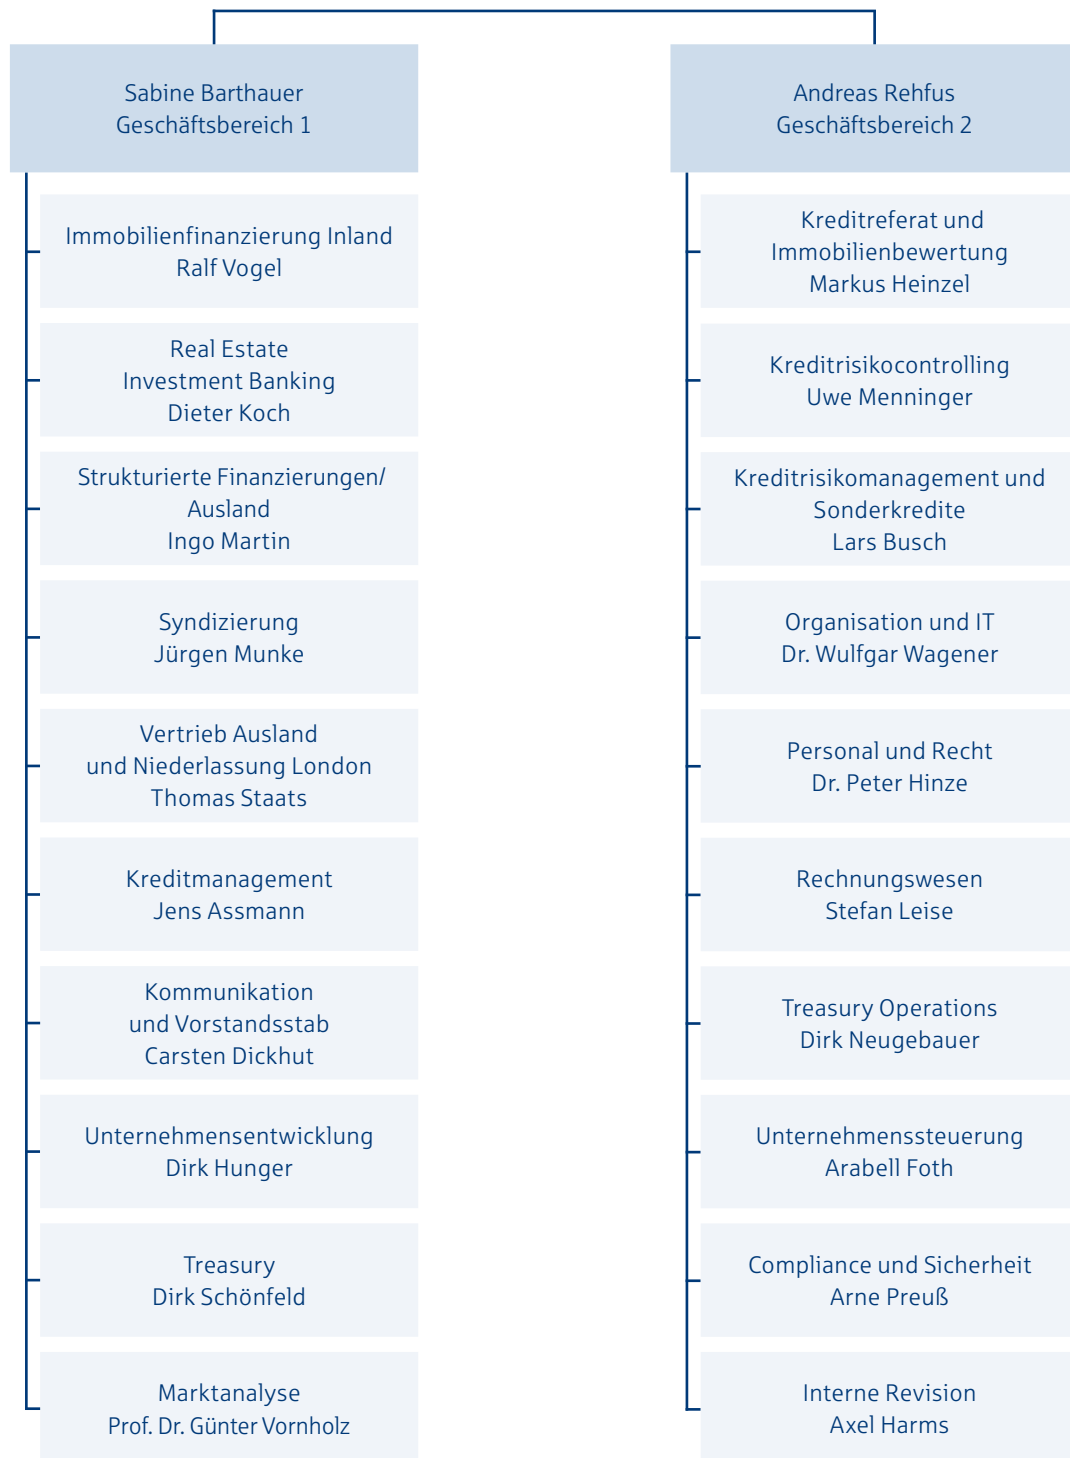 Sabine Barthauer
Geschäftsbereich 1
Immobilienfinanzierung Inland
Ralf Vogel
Real Estate
Investment Banking
Dieter Koch
Strukturierte Finanzierungen/
Ausland
Ingo Martin
Syndizierung
Jürgen Munke
Vertrieb Ausland
und Niederlassung London
Thomas Staats
Kreditmanagement
Jens Assmann
Kommunikation
und Vorstandsstab
Carsten Dickhut
Unternehmensentwicklung
Dirk Hunger
Treasury
Dirk Schönfeld
Marktanalyse
Prof. Dr. Günter Vornholz
Andreas Rehfus
Geschäftsbereich 2
Kreditreferat und
Immobilienbewertung
Markus Heinzel
Kreditrisikocontrolling
Uwe Menninger
Kreditrisikomanagement und
Sonderkredite
Lars Busch
Organisation und IT
Dr. Wulfgar Wagener
Personal und Recht
Dr. Peter Hinze
Rechnungswesen
Stefan Leise
Treasury Operations
Dirk Neugebauer
Unternehmenssteuerung
Arabell Foth
Compliance und Sicherheit
Arne Preuß
Interne Revision
Axel Harms